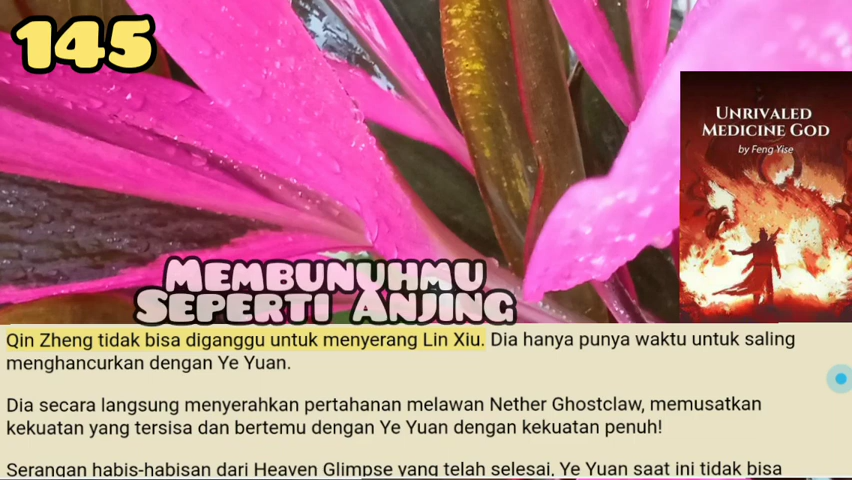 145
UNRIVALED
MEDICINE GOD
by Feng Yise
MEMBUNUHMU
SEPERTI ANJING
Qin Zheng tidak bisa diganggu untuk menyerang Lin Xiu. Dia hanya punya waktu untuk saling
menghancurkan dengan Ye Yuan.
Dia secara langsung menyerahkan pertahanan melawan Nether Ghostclaw, memusatkan
kekuatan yang tersisa dan bertemu dengan Ye Yuan dengan kekuatan penuh!
Serangan habis-habisan dari Heaven Glimpse yang telah selesai, Ye Yuan saat ini tidak bisa